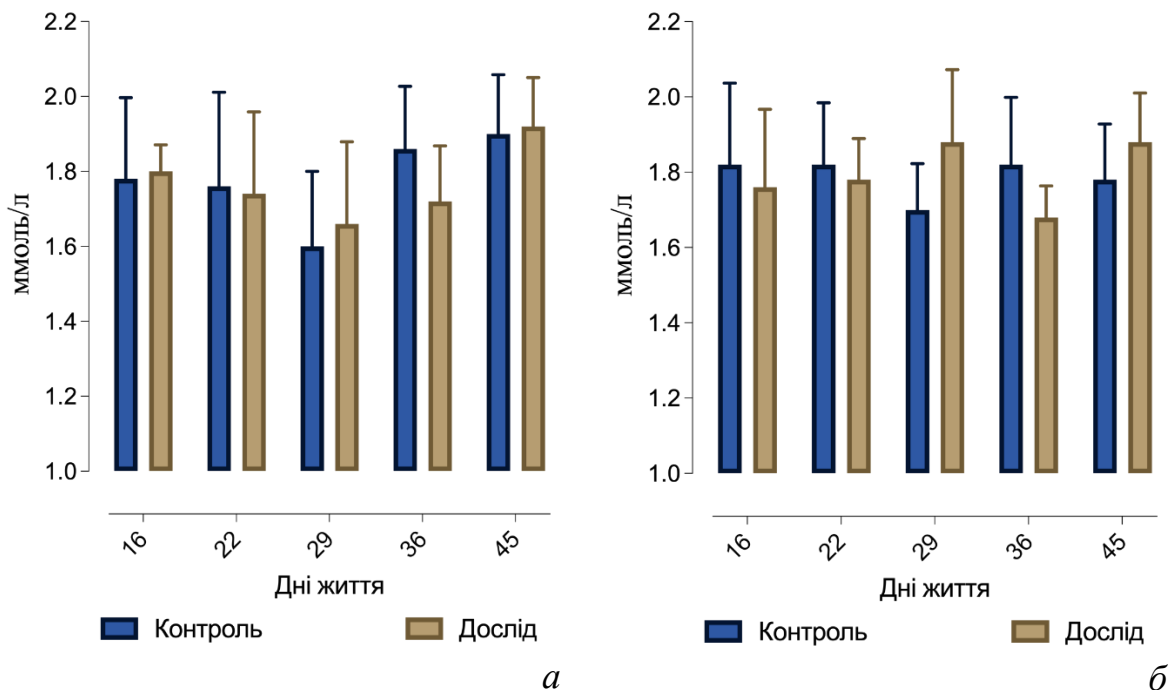 2.2
2.0
1.8
1.6
1.4
1.2
1.0
ммоль/л
16 22 29 36 45
Дні життя
Контроль Дослід
а
2.2
2.0
1.8
1.6
1.4
1.2
1.0
ммоль/л
16 22 29 36 45
Дні життя
Контроль Дослід
б